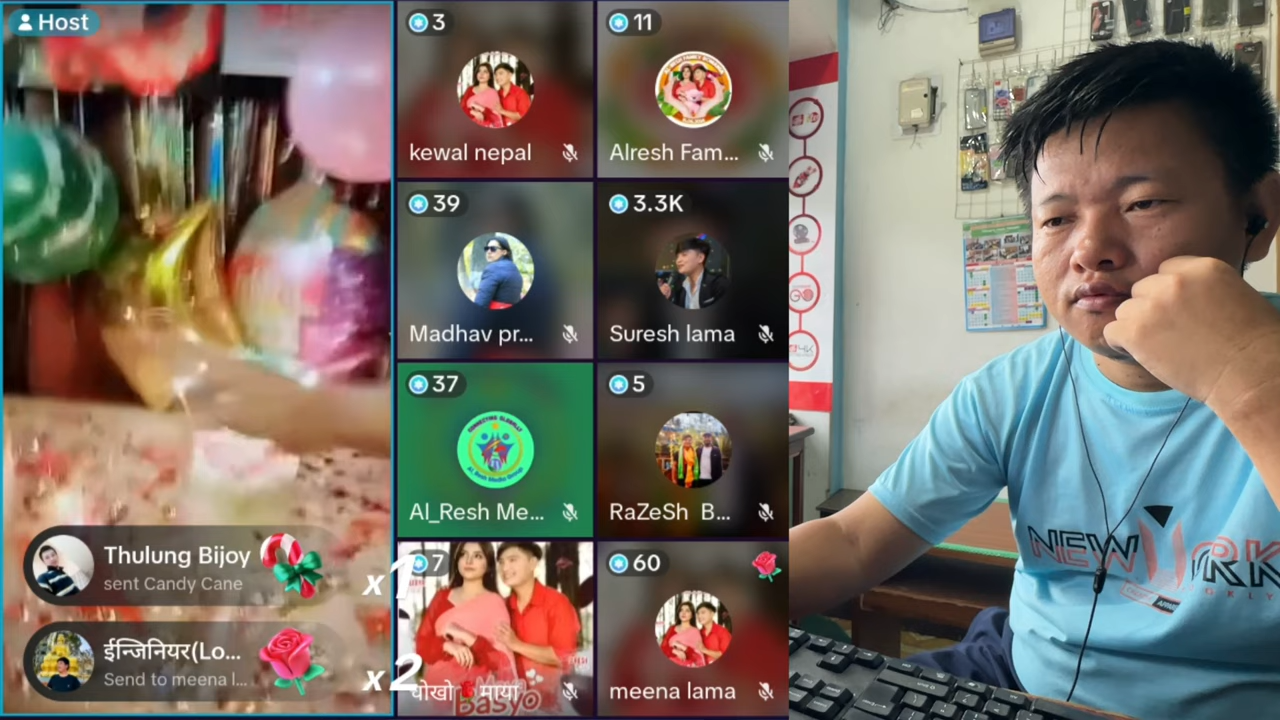 Host
3
kewal nepal
11
Alresh Fam...
39
Madhav pr...
3.3K
Suresh lama
37
Al_Resh Me...
5
RaZeSh B...
Thulung Bijoy
sent Candy Cane
x1
ईन्जिनियर(Lo...
Send to meena l...
x2
7
चोखो माया
Basyo
60
meena lama
NEW YORK